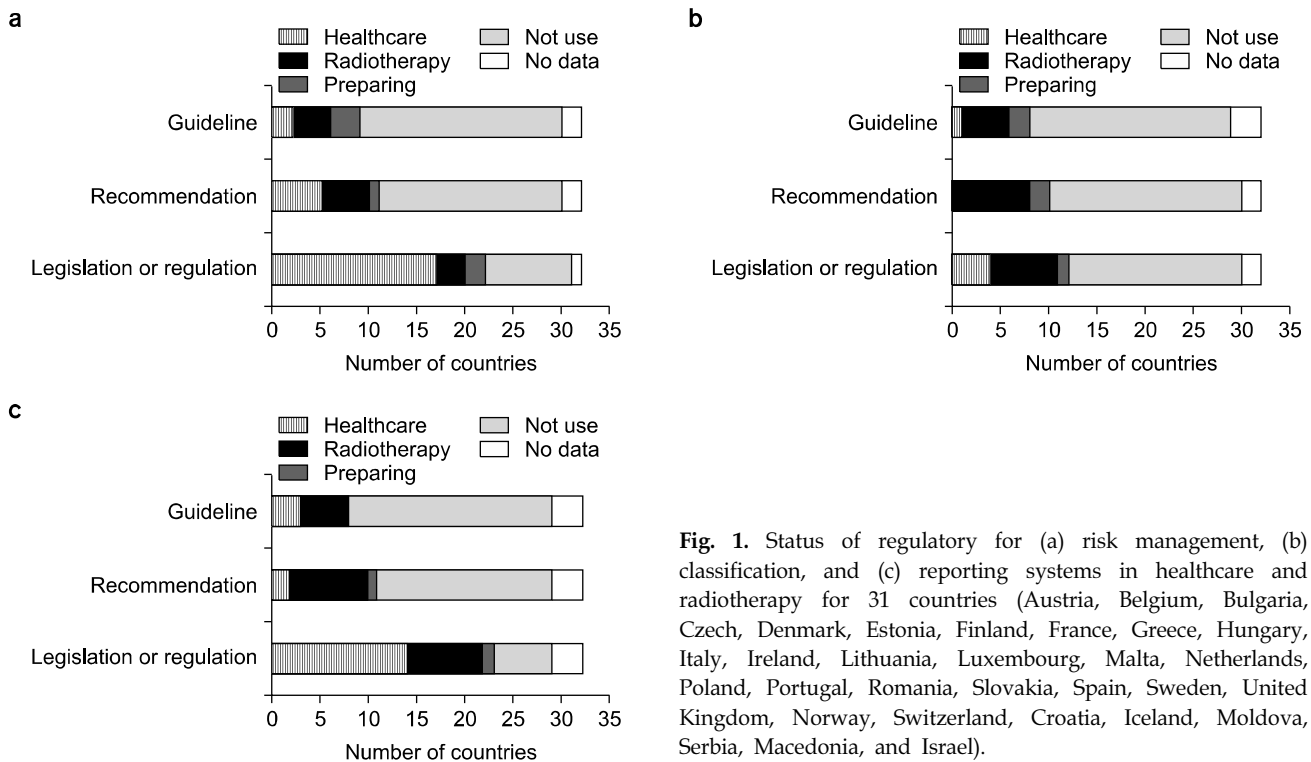 a
Healthcare
Not use
Radiotherapy
No data
Preparing
Guideline
Recommendation
Legislation or regulation
0 5 10 15 20 25 30 35
Number of countries
b
Healthcare
Not use
Radiotherapy
No data
Preparing
Guideline
Recommendation
Legislation or regulation
0 5 10 15 20 25 30 35
Number of countries
c
Healthcare
Not use
Radiotherapy
No data
Preparing
Guideline
Recommendation
Legislation or regulation
0 5 10 15 20 25 30 35
Number of countries
Fig. 1. Status of regulatory for (a) risk management, (b)
classification, and (c) reporting systems in healthcare and
radiotherapy for 31 countries (Austria, Belgium, Bulgaria,
Czech, Denmark, Estonia, Finland, France, Greece, Hungary,
Italy, Ireland, Lithuania, Luxembourg, Malta, Netherlands,
Poland, Portugal, Romania, Slovakia, Spain, Sweden, United
Kingdom, Norway, Switzerland, Croatia, Iceland, Moldova,
Serbia, Macedonia, and Israel).